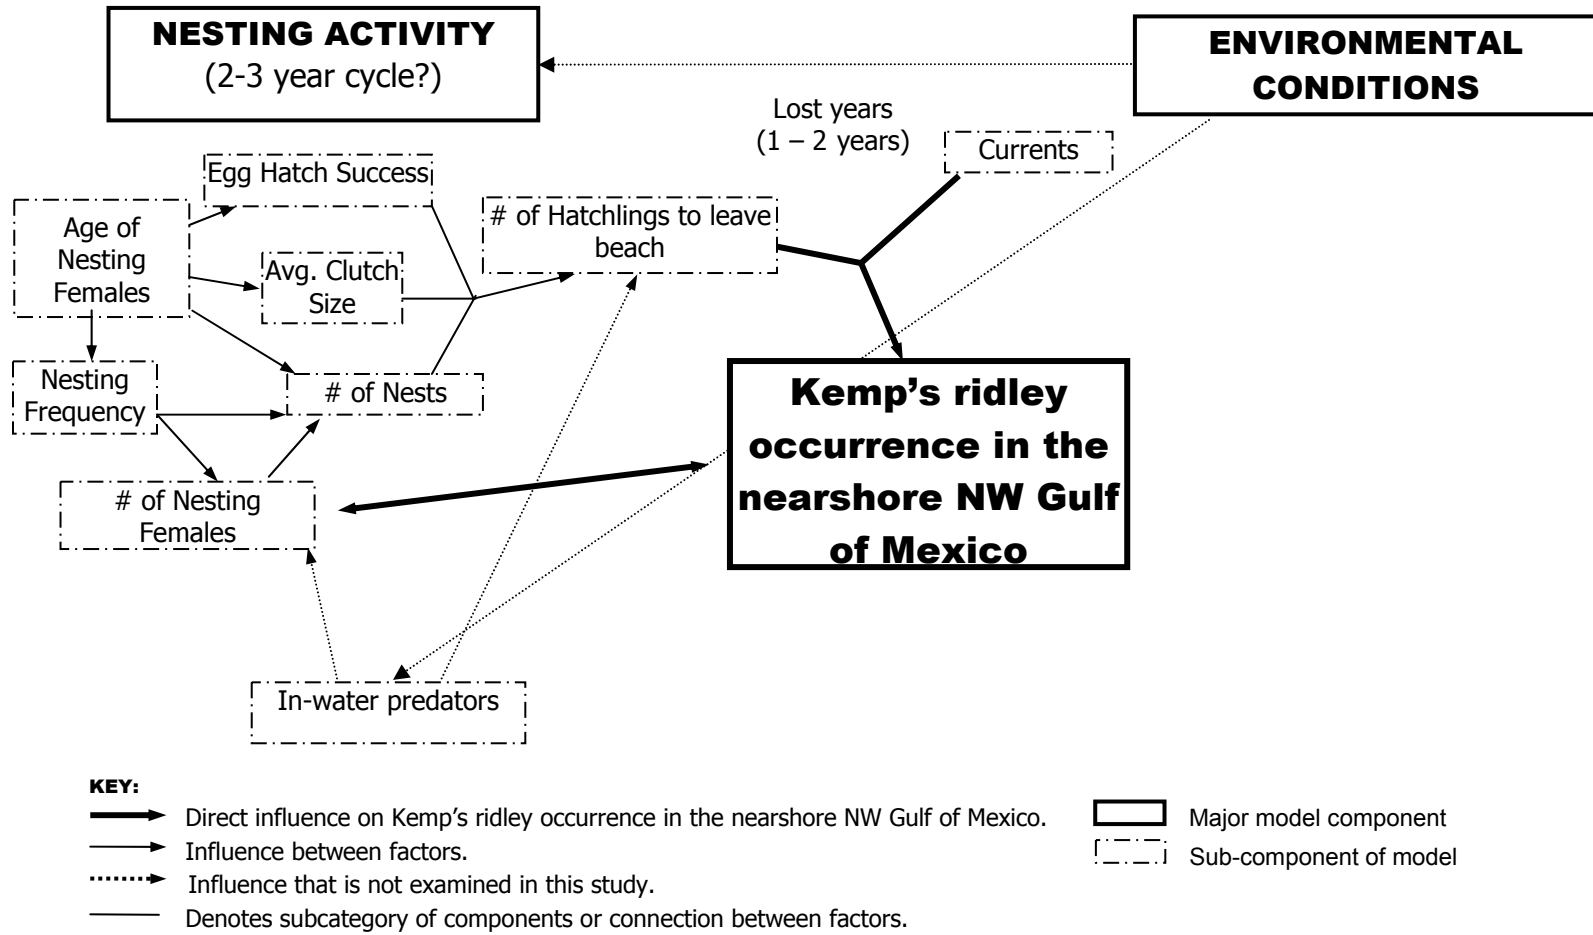 NESTING ACTIVITY
(2-3 year cycle?)
ENVIRONMENTAL
CONDITIONS
Lost years
(1 – 2 years)
Currents
Egg Hatch Success
# of Hatchlings to leave
beach
Age of
Nesting
Females
Avg. Clutch
Size
Nesting
Frequency
# of Nests
# of Nesting
Females
Kemp’s ridley
occurrence in the
nearshore NW Gulf
of Mexico
In-water predators
KEY:
Direct influence on Kemp’s ridley occurrence in the nearshore NW Gulf of Mexico.
Influence between factors.
Influence that is not examined in this study.
Denotes subcategory of components or connection between factors.
Major model component
Sub-component of model